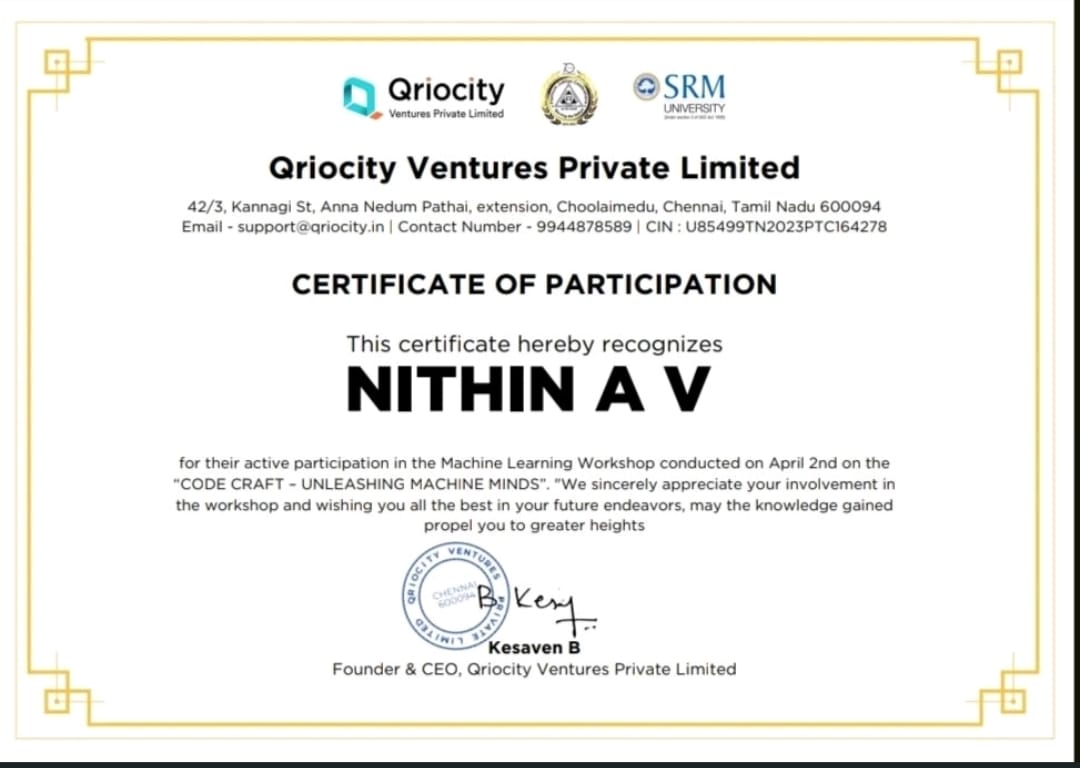 Qriocity
Ventures Private Limited
SRM
UNIVERSITY
Qriocity Ventures Private Limited
42/3, Kannagi St, Anna Nedum Pathai, extension, Choolaimedu, Chennai, Tamil Nadu 600094
Email - support@qriocity.in | Contact Number - 9944878589 | CIN : U85499TN2023PTC164278
CERTIFICATE OF PARTICIPATION
This certificate hereby recognizes
NITHIN A V
for their active participation in the Machine Learning Workshop conducted on April 2nd on the
“CODE CRAFT – UNLEASHING MACHINE MINDS”. "We sincerely appreciate your involvement in
the workshop and wishing you all the best in your future endeavors, may the knowledge gained
propel you to greater heights
QRIOCITY VENTURES PRIVATE LIMITED
CHENNAI
600094
Kesaven B
Founder & CEO, Qriocity Ventures Private Limited